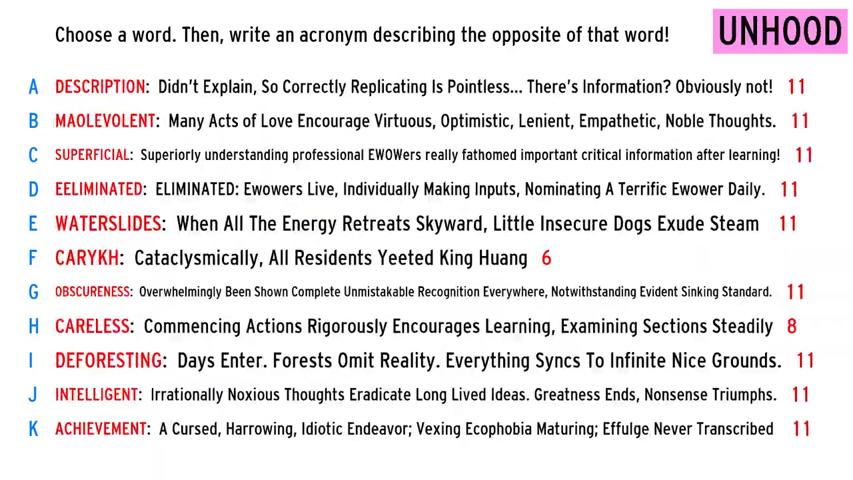 Choose a word. Then, write an acronym describing the opposite of that word!
UNHOOD
A DESCRIPTION: Didn't Explain, So Correctly Replicating Is Pointless... There's Information? Obviously not! 11
B MAOLEVOLENT: Many Acts of Love Encourage Virtuous, Optimistic, Lenient, Empathetic, Noble Thoughts. 11
C SUPERFICIAL: Superiorly understanding professional EWOWers really fathomed important critical information after learning! 11
D EELIMINATED: ELIMINATED: Ewowers Live, Individually Making Inputs, Nominating A Terrific Ewower Daily. 11
E WATERSLIDES: When All The Energy Retreats Skyward, Little Insecure Dogs Exude Steam 11
F CARYKH: Cataclysmically, All Residents Yeeted King Huang 6
G OBSCURENESS: Overwhelmingly Been Shown Complete Unmistakable Recognition Everywhere, Notwithstanding Evident Sinking Standard. 11
H CARELESS: Commencing Actions Rigorously Encourages Learning, Examining Sections Steadily 8
I DEFORESTING: Days Enter. Forests Omit Reality. Everything Syncs To Infinite Nice Grounds. 11
J INTELLIGENT: Irrationally Noxious Thoughts Eradicate Long Lived Ideas. Greatness Ends, Nonsense Triumphs. 11
K ACHIEVEMENT: A Cursed, Harrowing, Idiotic Endeavor; Vexing Ecophobia Maturing; Effulge Never Transcribed 11